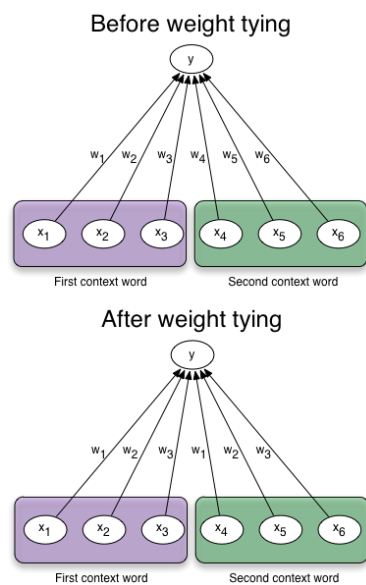 Before weight tying
y
w1 w2 w3 w4 w5 w6
x1 x2 x3 x4 x5 x6
First context word Second context word
After weight tying
y
w1 w2 w3 w1 w2 w3
x1 x2 x3 x4 x5 x6
First context word Second context word